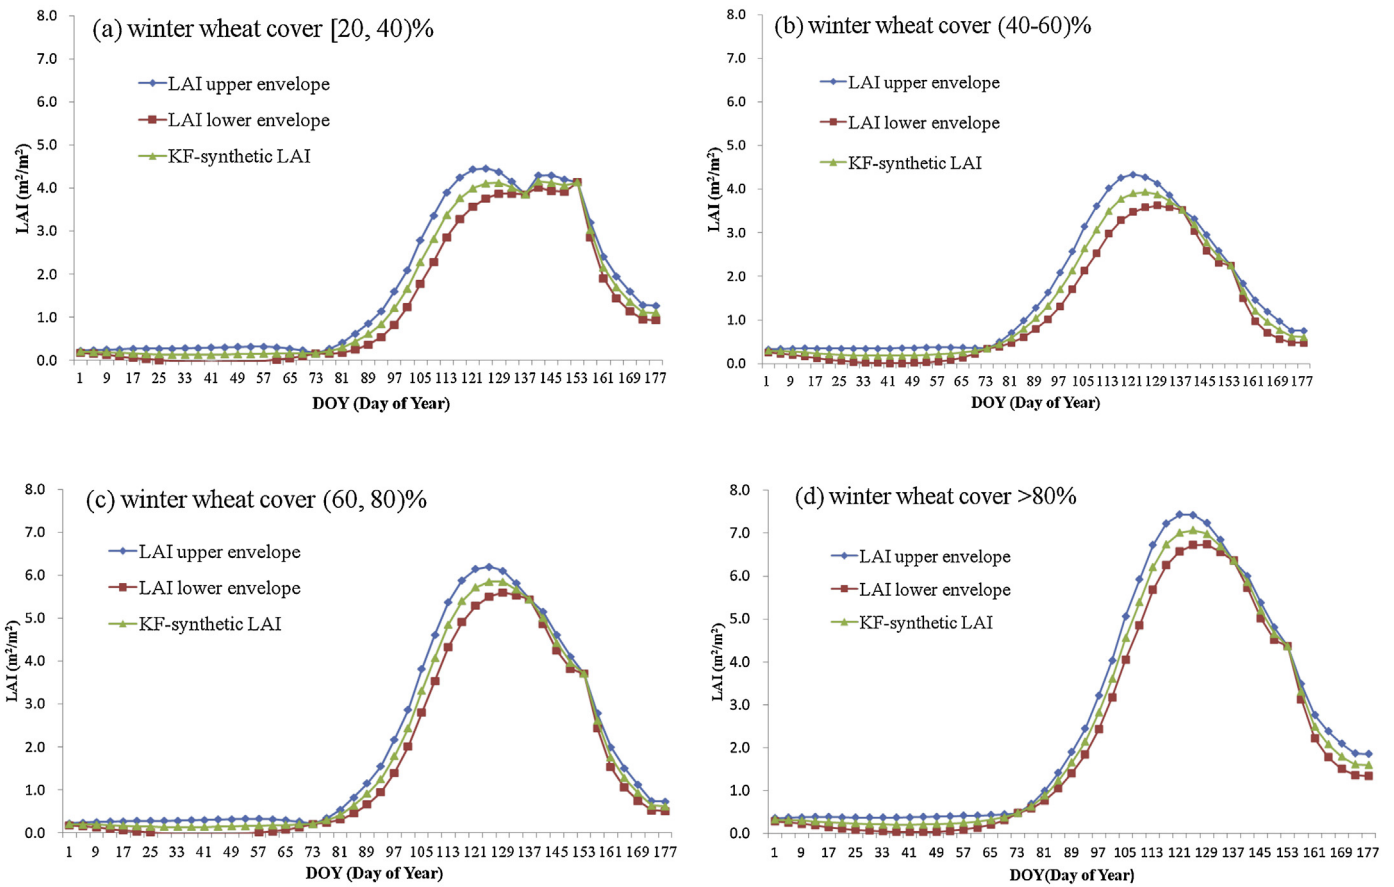 (a) winter wheat cover [20, 40)%
LAI upper envelope
LAI lower envelope
KF-synthetic LAI
LAI (m²/m²)
8.0
7.0
6.0
5.0
4.0
3.0
2.0
1.0
0.0
1 9 17 25 33 41 49 57 65 73 81 89 97 105 113 121 129 137 145 153 161 169 177
DOY (Day of Year)
(b) winter wheat cover (40-60)%
LAI upper envelope
LAI lower envelope
KF-synthetic LAI
LAI (m²/m²)
8.0
7.0
6.0
5.0
4.0
3.0
2.0
1.0
0.0
1 9 17 25 33 41 49 57 65 73 81 89 97 105 113 121 129 137 145 153 161 169 177
DOY (Day of Year)
(c) winter wheat cover (60, 80)%
LAI upper envelope
LAI lower envelope
KF-synthetic LAI
LAI (m²/m²)
8.0
7.0
6.0
5.0
4.0
3.0
2.0
1.0
0.0
1 9 17 25 33 41 49 57 65 73 81 89 97 105 113 121 129 137 145 153 161 169 177
DOY (Day of Year)
(d) winter wheat cover >80%
LAI upper envelope
LAI lower envelope
KF-synthetic LAI
LAI (m²/m²)
8.0
7.0
6.0
5.0
4.0
3.0
2.0
1.0
0.0
1 9 17 25 33 41 49 57 65 73 81 89 97 105 113 121 129 137 145 153 161 169 177
DOY(Day of Year)